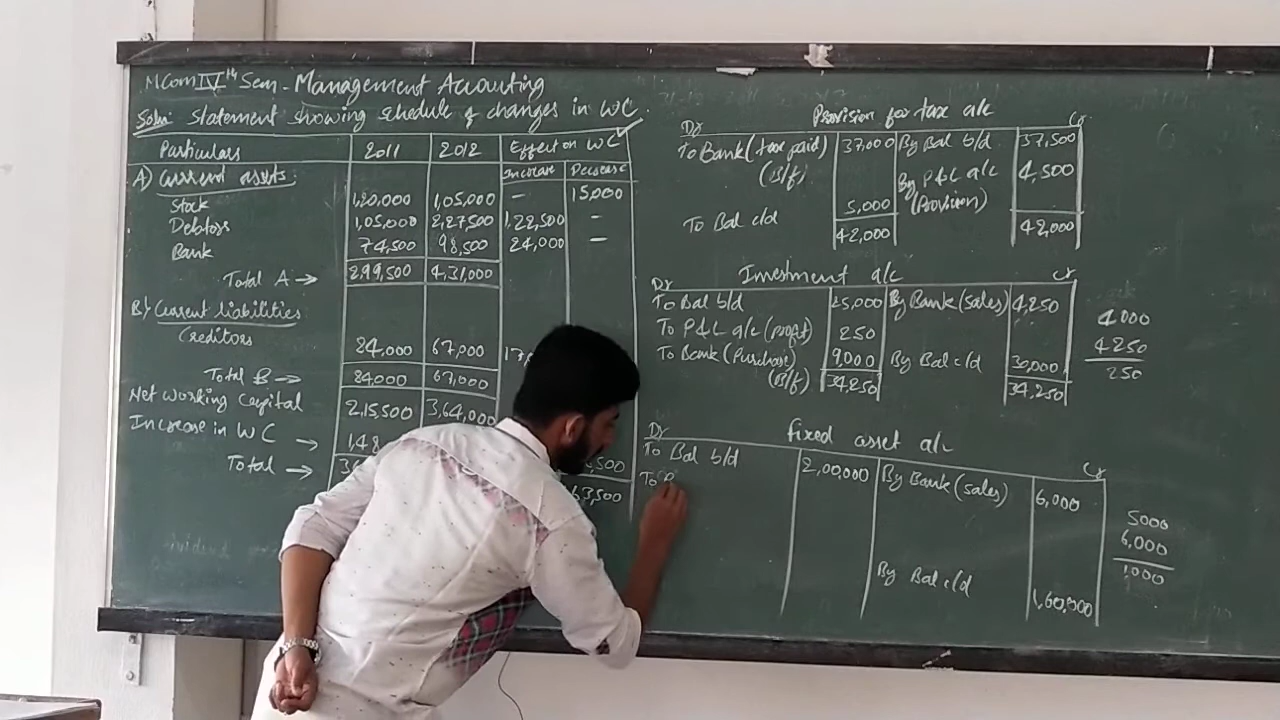 MCom IVth Sem - Management Accounting
Soln: Statement showing schedule of changes in WC.
Particulars 2011 2012 Effect on WC
Increase Decrease
A) Current assets:
Stock 1,20,000 1,05,000 - 15,000
Debtors 1,05,000 2,27,500 1,22,500 -
Bank 74,500 98,500 24,000 -
Total A → 2,99,500 4,31,000
B) Current liabilities
Creditors 84,000 67,000
Total B → 84,000 67,000
Net working capital 2,15,500 3,64,000
Increase in WC →
Total → 63,500
Provision for tax a/c
Dr Cr
To Bank (tax paid) 37,000 By Bal b/d 37,500
(B/f) By P&L a/c 4,500
5,000 (Provision)
To Bal c/d 42,000 42,000
Investment a/c
Dr Cr
To Bal b/d 25,000 By Bank (sales) 4,250
To P&L a/c (profit) 250
To Bank (Purchase) 9,000 By Bal c/d 30,000
(B/f) 34,250 34,250
4000
4250
250
Fixed asset a/c
Dr Cr
To Bal b/d 2,00,000 By Bank (sales) 6,000
To
By Bal c/d 1,60,000
5000
6,000
1000